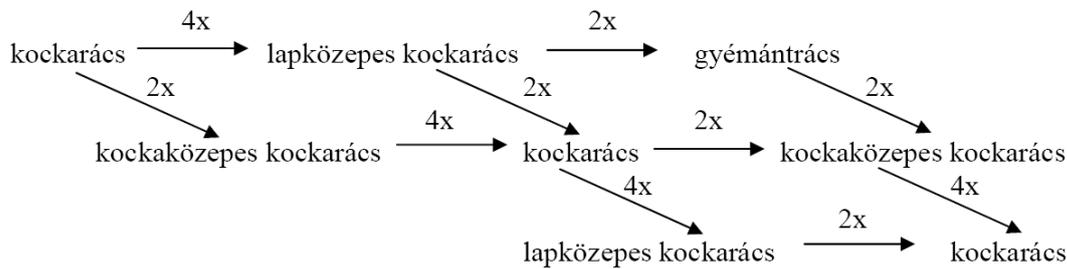 4x 2x
kockarács lapközepes kockarács gyémántrács
2x 2x 2x
4x 2x
kockaközepes kockarács kockarács kockaközepes kockarács
4x 4x
2x
lapközepes kockarács kockarács